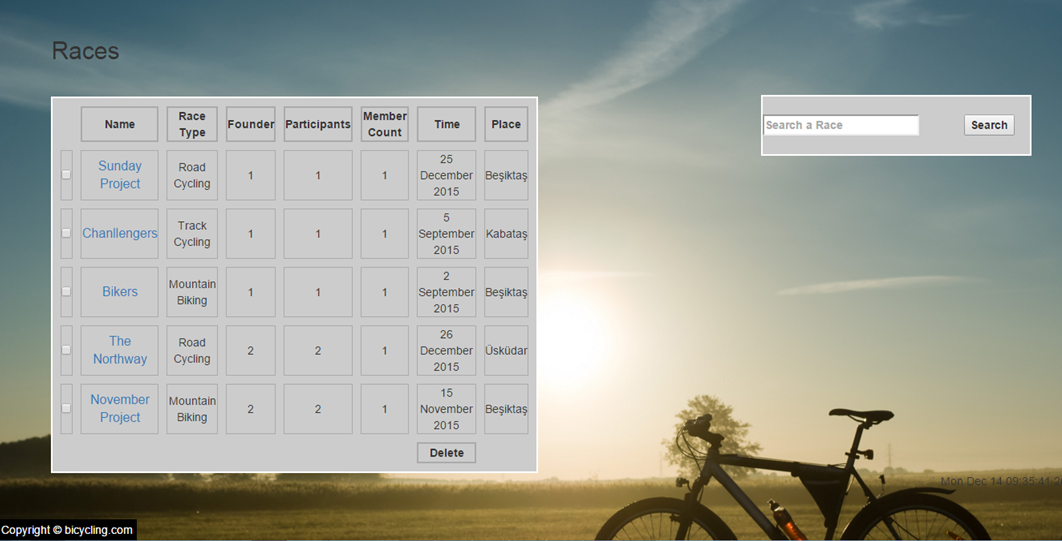 Races
Name Race Type Founder Participants Member Count Time Place
Sunday Project Road Cycling 1 1 1 25 December 2015 Beşiktaş
Chanllengers Track Cycling 1 1 1 5 September 2015 Kabataş
Bikers Mountain Biking 1 1 1 2 September 2015 Beşiktaş
The Northway Road Cycling 2 2 1 26 December 2015 Üsküdar
November Project Mountain Biking 2 2 1 15 November 2015 Beşiktaş
Delete
Search a Race Search
Mon Dec 14 09:35:41
Copyright © bicycling.com